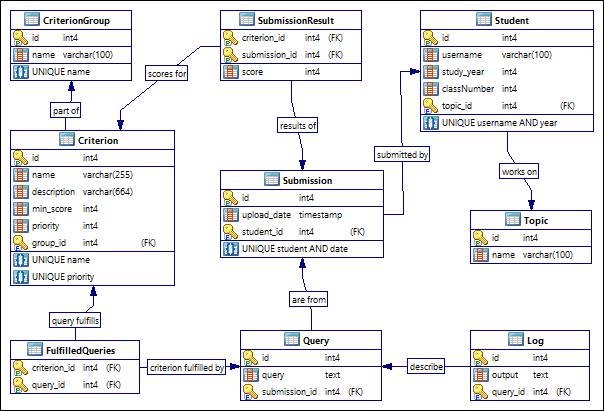 CriterionGroup
id int4
name varchar(100)
UNIQUE name
SubmissionResult
criterion_id int4 (FK)
submission_id int4 (FK)
score int4
Student
id int4
username varchar(100)
study_year int4
classNumber int4
topic_id int4 (FK)
UNIQUE username AND year
scores for
part of
results of
submitted by
works on
Criterion
id int4
name varchar(255)
description varchar(664)
min_score int4
priority int4
group_id int4 (FK)
UNIQUE name
UNIQUE priority
Submission
id int4
upload_date timestamp
student_id int4 (FK)
UNIQUE student AND date
Topic
id int4
name varchar(100)
query fulfills
are from
FulfilledQueries
criterion_id int4 (FK)
query_id int4 (FK)
criterion fulfilled by
Query
id int4
query text
submission_id int4 (FK)
describe
Log
id int4
output text
query_id int4 (FK)